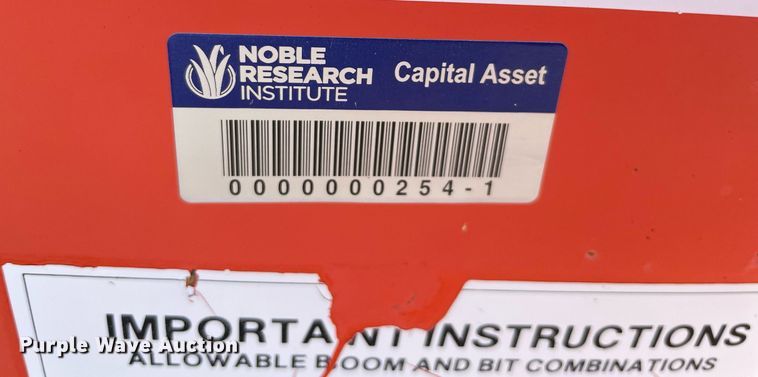 NOBLE
RESEARCH
INSTITUTE
Capital Asset
0000000254-1
IMPORTANT INSTRUCTIONS
ALLOWABLE BOOM AND BIT COMBINATIONS
Purple Wave Auction